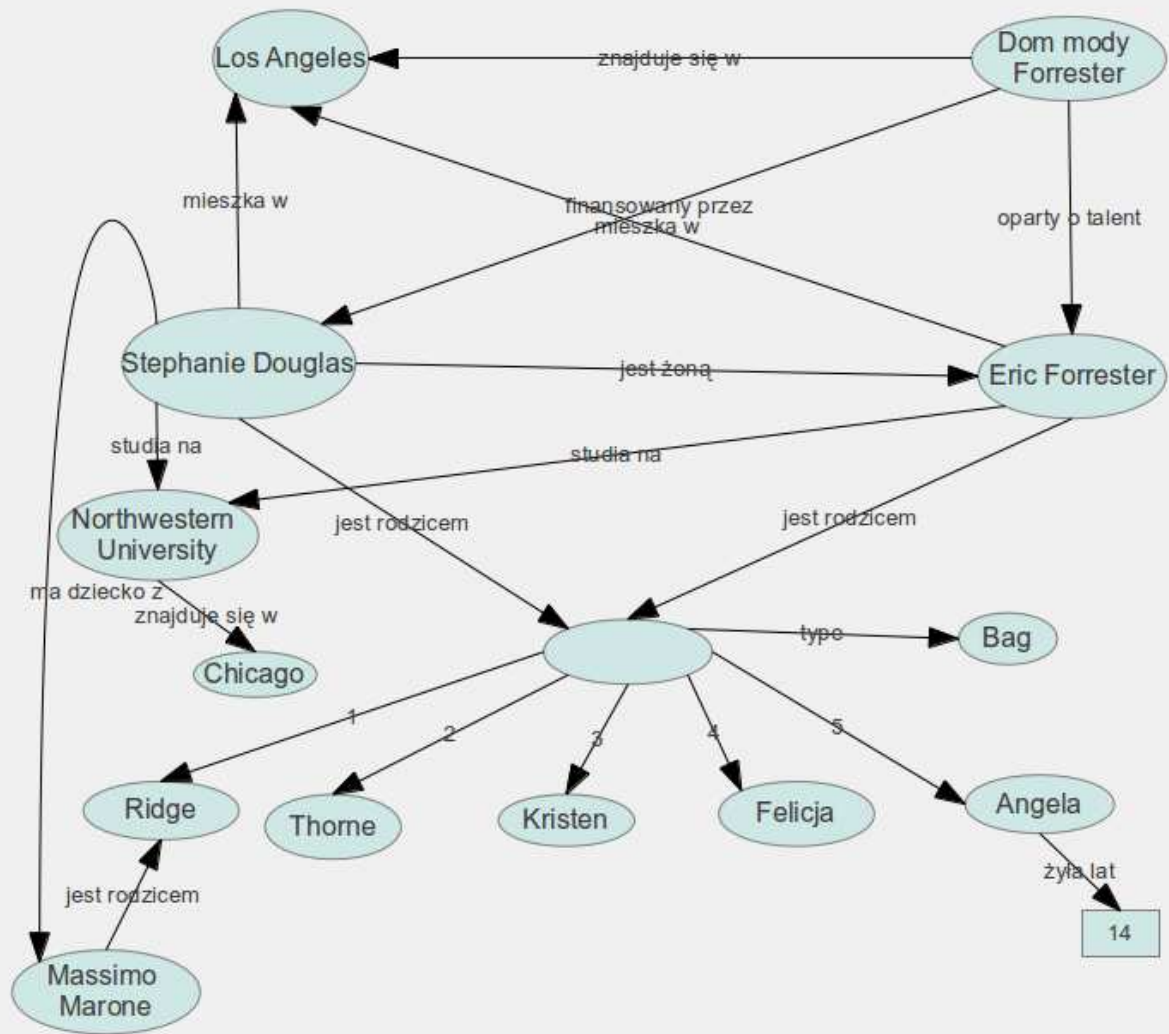 Los Angeles
Dom mody
Forrester
znajduje się w
mieszka w
finansowany przez
mieszka w
oparty o talent
Stephanie Douglas
jest żoną
Eric Forrester
studia na
studia na
Northwestern
University
jest rodzicem
jest rodzicem
ma dziecko z
znajduje się w
Chicago
type
Bag
1
2
3
4
5
Ridge
Thorne
Kristen
Felicja
Angela
jest rodzicem
żyła lat
14
Massimo
Marone